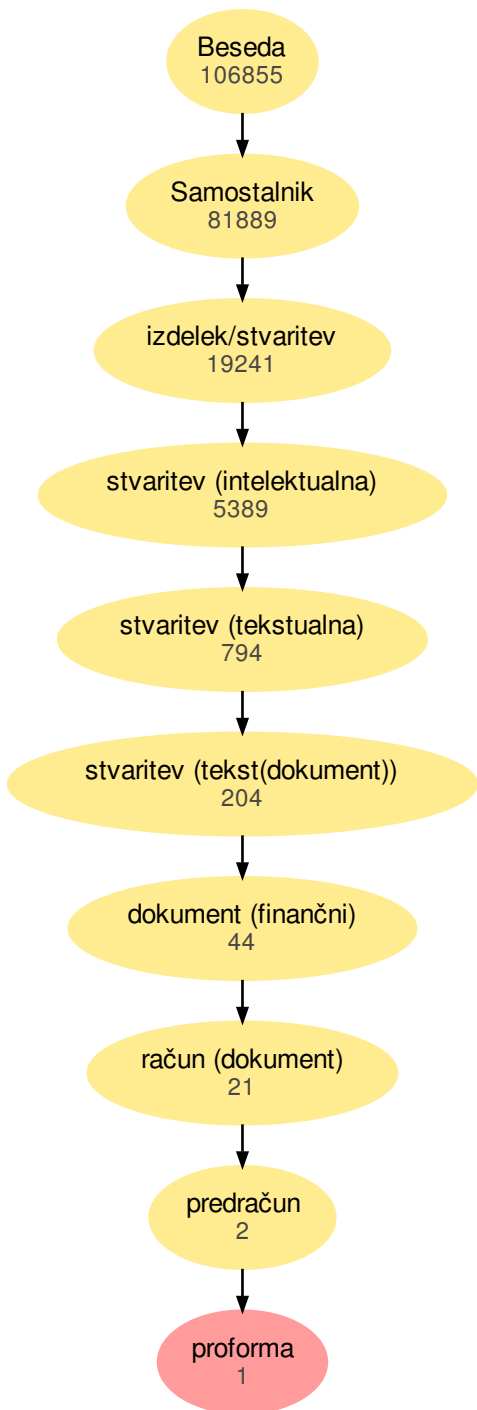 Beseda
106855
Samostalnik
81889
izdelek/stvaritev
19241
stvaritev (intelektualna)
5389
stvaritev (tekstualna)
794
stvaritev (tekst(dokument))
204
dokument (finančni)
44
račun (dokument)
21
predračun
2
proforma
1